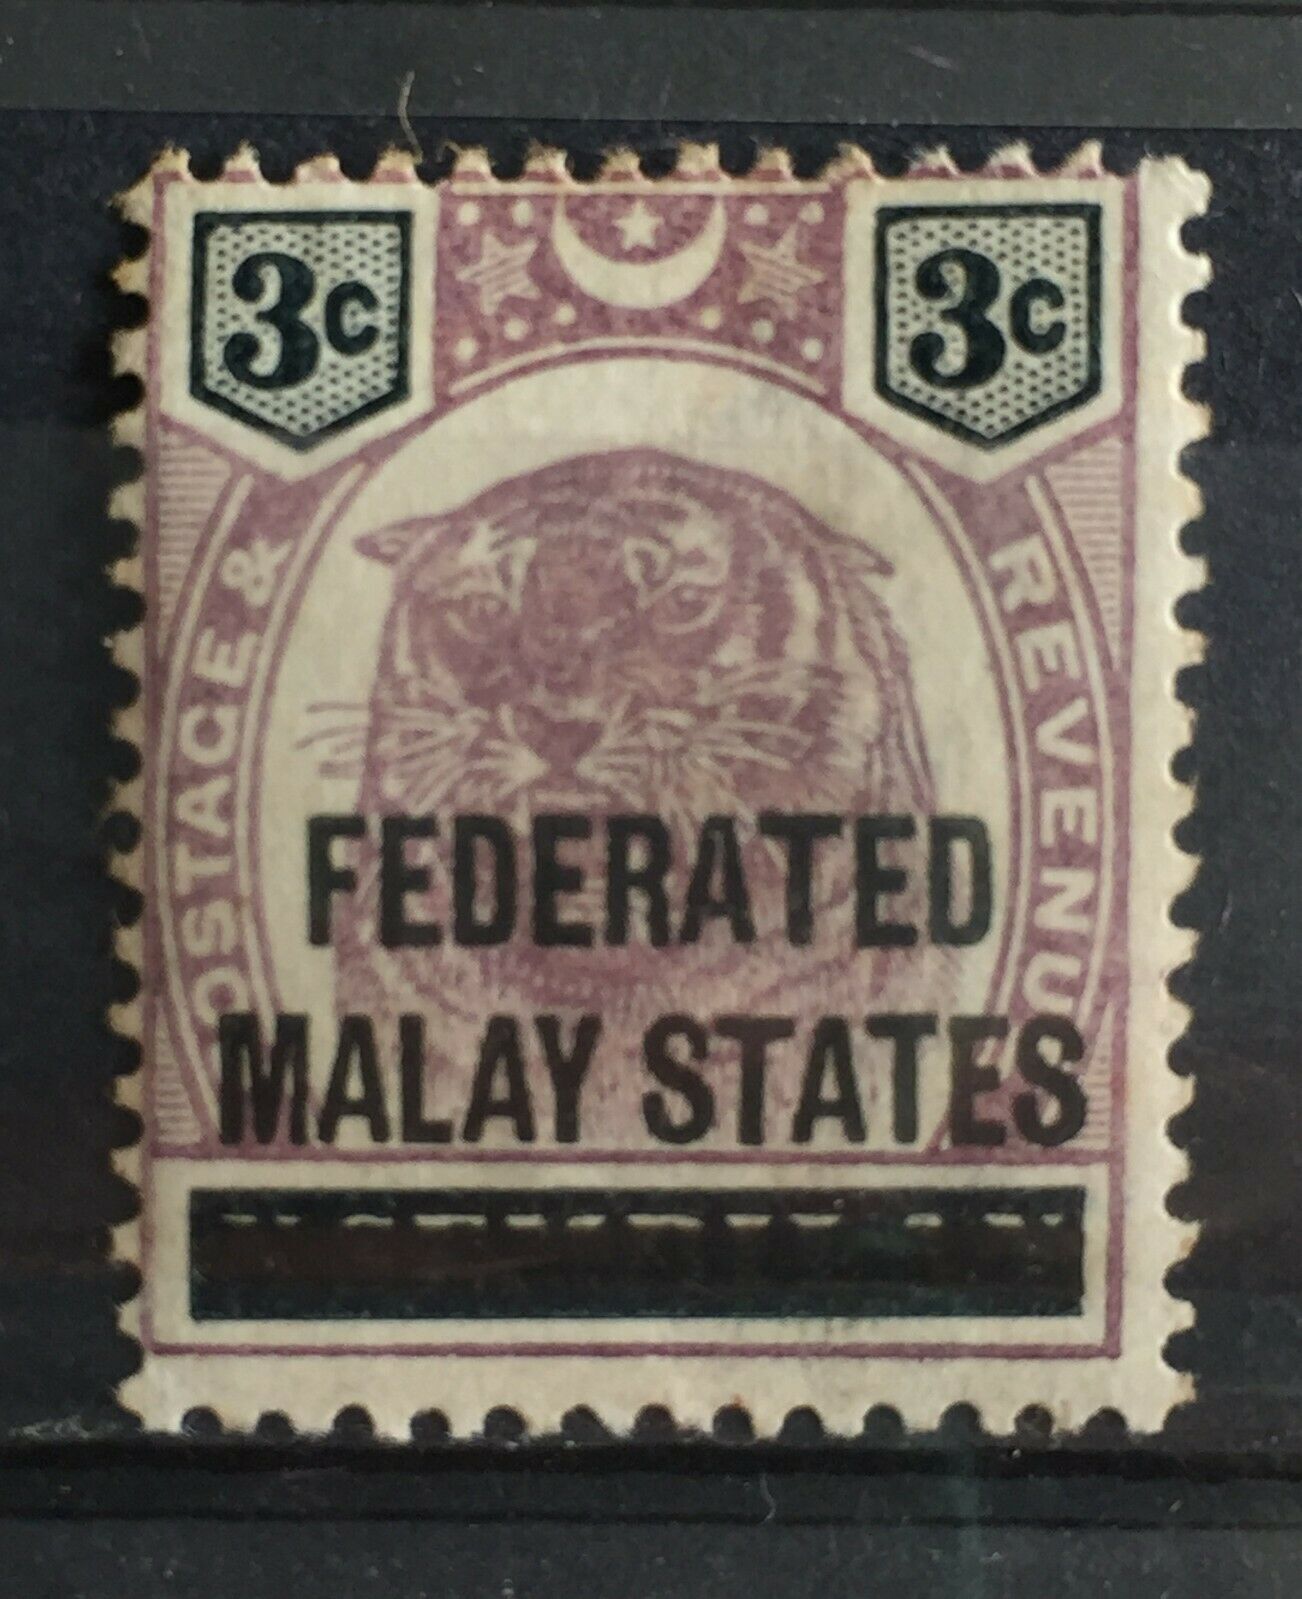 3c 3c
POSTAGE & REVENUE
FEDERATED
MALAY STATES